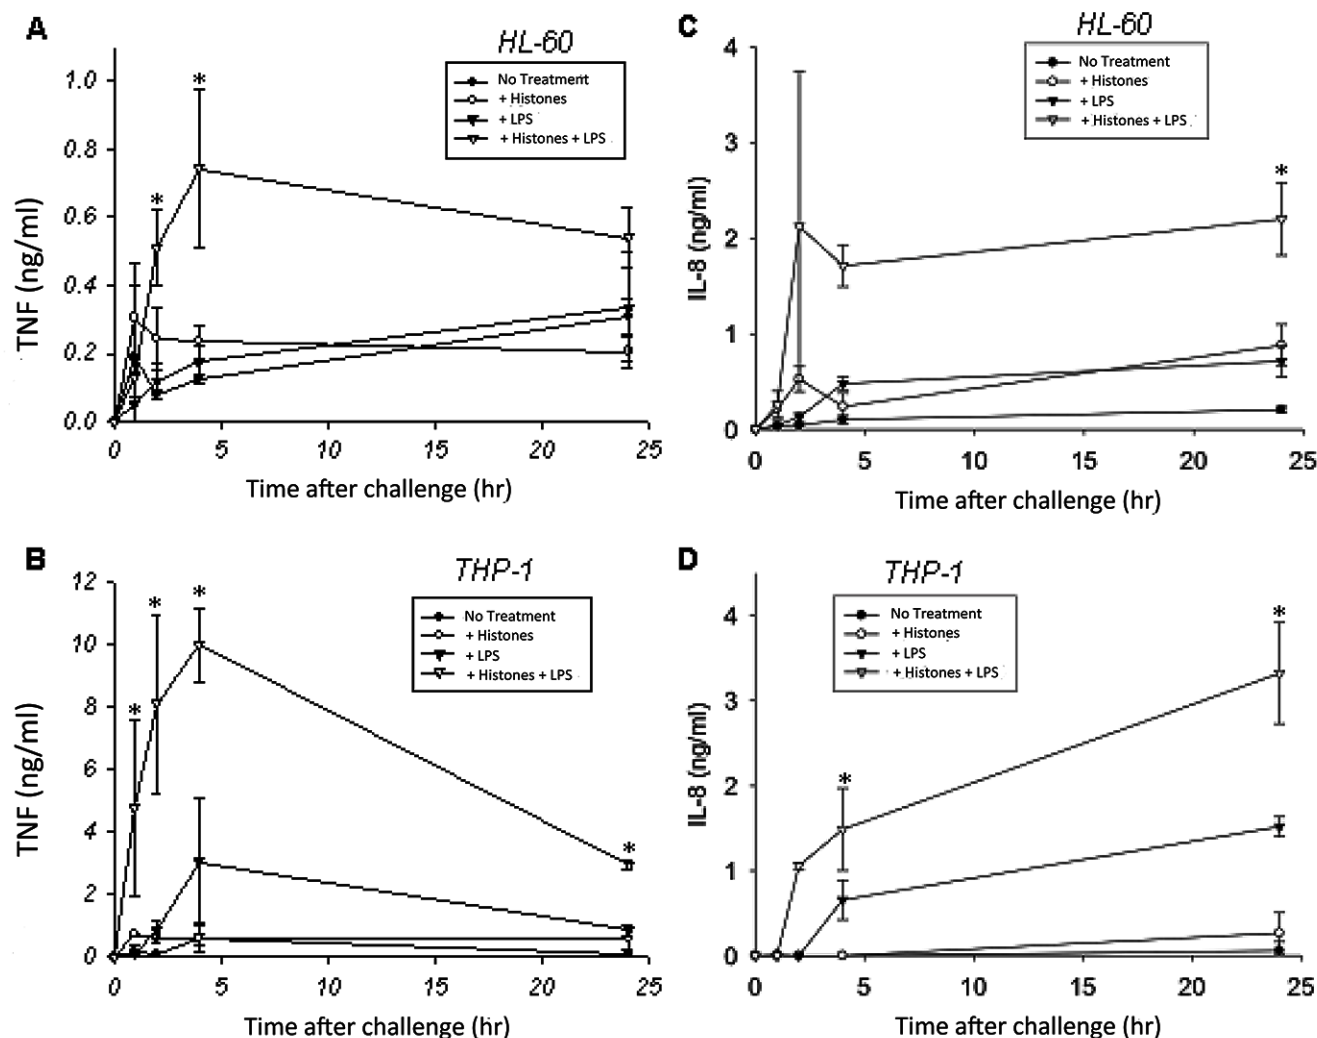 A
HL-60
No Treatment
+ Histones
+ LPS
+ Histones + LPS
*
*
1.0
0.8
0.6
0.4
0.2
0.0
TNF (ng/ml)
0 5 10 15 20 25
Time after challenge (hr)
C
HL-60
No Treatment
+ Histones
+ LPS
+ Histones + LPS
*
4
3
2
1
0
IL-8 (ng/ml)
0 5 10 15 20 25
Time after challenge (hr)
B
THP-1
No Treatment
+ Histones
+ LPS
+ Histones + LPS
*
*
*
*
12
10
8
6
4
2
0
TNF (ng/ml)
0 5 10 15 20 25
Time after challenge (hr)
D
THP-1
No Treatment
+ Histones
+ LPS
+ Histones + LPS
*
*
4
3
2
1
0
IL-8 (ng/ml)
0 5 10 15 20 25
Time after challenge (hr)